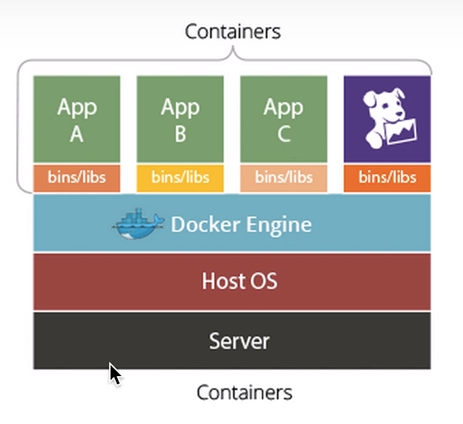 Containers
App
A
App
B
App
C
bins/libs
bins/libs
bins/libs
bins/libs
Docker Engine
Host OS
Server
Containers